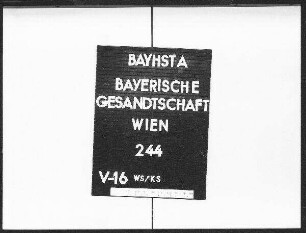 BAYHSTA
BAYERISCHE
GESANDTSCHAFT
WIEN
244
V-16 WS/KS